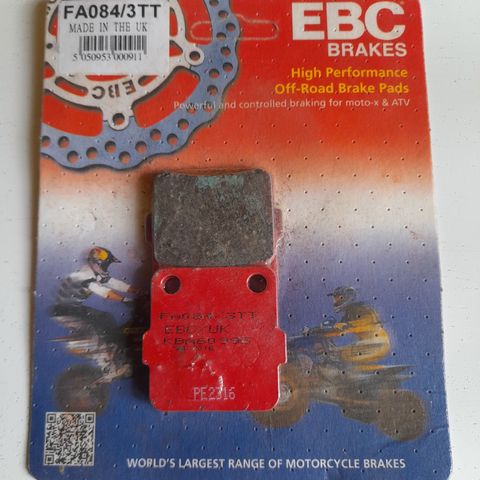 FA084/3TT
MADE IN THE UK
5 050953 000911
EBC
EBC
BRAKES
High Performance
Off-Road Brake Pads
Powerful and controlled braking for moto-x & ATV
FA084/3TT
EBC UK
PE2316
WORLD'S LARGEST RANGE OF MOTORCYCLE BRAKES